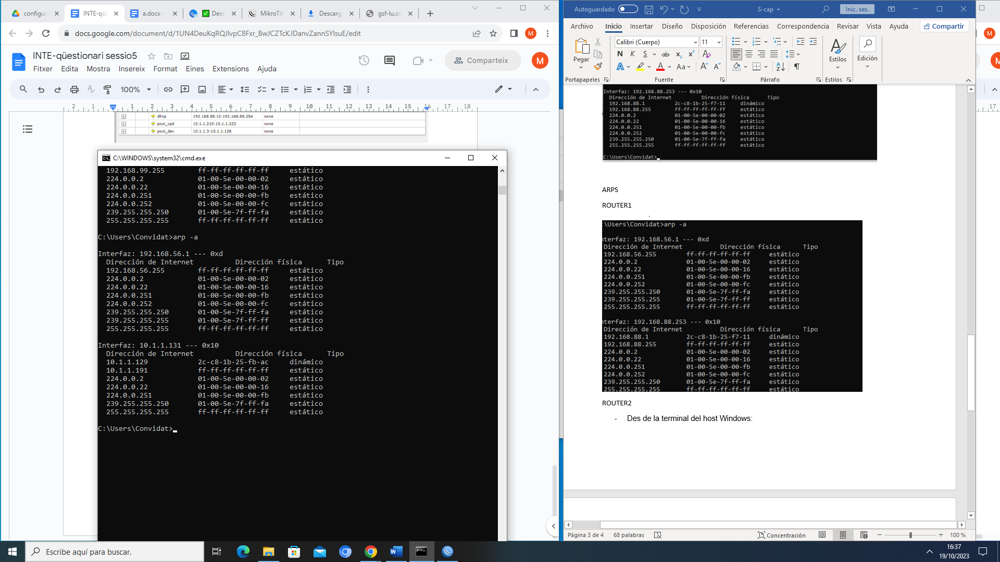 configur
INTE-qüe
a.docx -
Desc
MikroTik
Descarg
gsf-lu.so
docs.google.com/document/d/1UN4DeuKqRQJIvpC8Fxr_BwJCZTcKJDanvZannSYIsuE/edit
M
INTE-qüestionari sessio5
Fitxer Edita Mostra Insereix Format Eines Extensions Ajuda
Comparteix
M
100%
2 1 1 2 3 4 5 6 7 8 9 10 11 12 13 14 15 16 17 18
dhcp 192.168.88.10-192.168.88.254 none
pool_cpd 10.1.1.210-10.1.1.222 none
pool_dev 10.1.1.3-10.1.1.126 none
C:\WINDOWS\system32\cmd.exe
192.168.99.255 ff-ff-ff-ff-ff-ff estático
224.0.0.2 01-00-5e-00-00-02 estático
224.0.0.22 01-00-5e-00-00-16 estático
224.0.0.251 01-00-5e-00-00-fb estático
224.0.0.252 01-00-5e-00-00-fc estático
239.255.255.250 01-00-5e-7f-ff-fa estático
255.255.255.255 ff-ff-ff-ff-ff-ff estático
C:\Users\Convidat>arp -a
Interfaz: 192.168.56.1 --- 0xd
Dirección de Internet Dirección física Tipo
192.168.56.255 ff-ff-ff-ff-ff-ff estático
224.0.0.2 01-00-5e-00-00-02 estático
224.0.0.22 01-00-5e-00-00-16 estático
224.0.0.251 01-00-5e-00-00-fb estático
224.0.0.252 01-00-5e-00-00-fc estático
239.255.255.250 01-00-5e-7f-ff-fa estático
239.255.255.255 01-00-5e-7f-ff-ff estático
255.255.255.255 ff-ff-ff-ff-ff-ff estático
Interfaz: 10.1.1.131 --- 0x10
Dirección de Internet Dirección física Tipo
10.1.1.129 2c-c8-1b-25-fb-ac dinámico
10.1.1.191 ff-ff-ff-ff-ff-ff estático
224.0.0.2 01-00-5e-00-00-02 estático
224.0.0.22 01-00-5e-00-00-16 estático
224.0.0.251 01-00-5e-00-00-fb estático
239.255.255.250 01-00-5e-7f-ff-fa estático
255.255.255.255 ff-ff-ff-ff-ff-ff estático
C:\Users\Convidat>
Autoguardado S-cap Inic. ses.
Archivo Inicio Insertar Diseño Disposición Referencias Correspondencia Revisar Vista Ayuda Compartir
M
M
17
Pegar
Calibri (Cuerpo) 11
N K S ab x₂ x²
A A Aa A A
Estilos
Edición
Portapapeles Fuente Párrafo Estilos
Interfaz: 192.168.88.253 --- 0x10
Dirección de Internet Dirección física Tipo
192.168.88.1 2c-c8-1b-25-f7-11 dinámico
192.168.88.255 ff-ff-ff-ff-ff-ff estático
224.0.0.2 01-00-5e-00-00-02 estático
224.0.0.22 01-00-5e-00-00-16 estático
224.0.0.251 01-00-5e-00-00-fb estático
224.0.0.252 01-00-5e-00-00-fc estático
239.255.255.250 01-00-5e-7f-ff-fa estático
255.255.255.255 ff-ff-ff-ff-ff-ff estático
C:\Users\Convidat>
ARPS
ROUTER1
:\Users\Convidat>arp -a
nterfaz: 192.168.56.1 --- 0xd
Dirección de Internet Dirección física Tipo
192.168.56.255 ff-ff-ff-ff-ff-ff estático
224.0.0.2 01-00-5e-00-00-02 estático
224.0.0.22 01-00-5e-00-00-16 estático
224.0.0.251 01-00-5e-00-00-fb estático
224.0.0.252 01-00-5e-00-00-fc estático
239.255.255.250 01-00-5e-7f-ff-fa estático
239.255.255.255 01-00-5e-7f-ff-ff estático
255.255.255.255 ff-ff-ff-ff-ff-ff estático
nterfaz: 192.168.88.253 --- 0x10
Dirección de Internet Dirección física Tipo
192.168.88.1 2c-c8-1b-25-f7-11 dinámico
192.168.88.255 ff-ff-ff-ff-ff-ff estático
224.0.0.2 01-00-5e-00-00-02 estático
224.0.0.22 01-00-5e-00-00-16 estático
224.0.0.251 01-00-5e-00-00-fb estático
224.0.0.252 01-00-5e-00-00-fc estático
239.255.255.250 01-00-5e-7f-ff-fa estático
255.255.255.255 ff-ff-ff-ff-ff-ff estático
ROUTER2
- Des de la terminal del host Windows:
Página 3 de 4 68 palabras Concentración 100 %
Escribe aquí para buscar.
16:37
19/10/2023